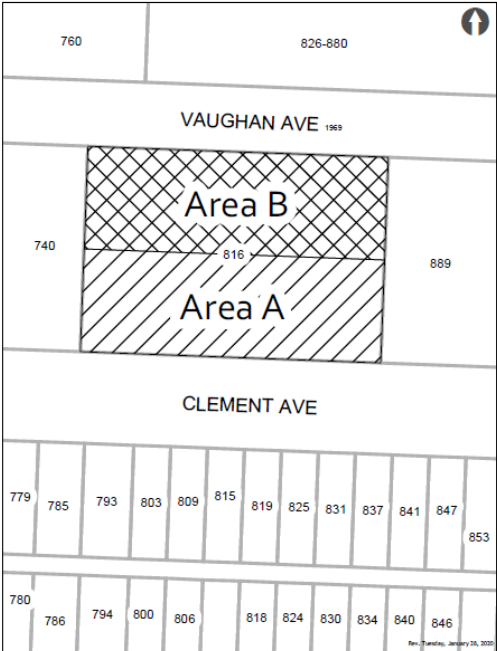 760
826-880
VAUGHAN AVE 1969
Area B
740
816
889
Area A
CLEMENT AVE
779 785 793 803 809 815 819 825 831 837 841 847 853
780 786 794 800 806 818 824 830 834 840 846
Rev. Tuesday, January 28, 2020